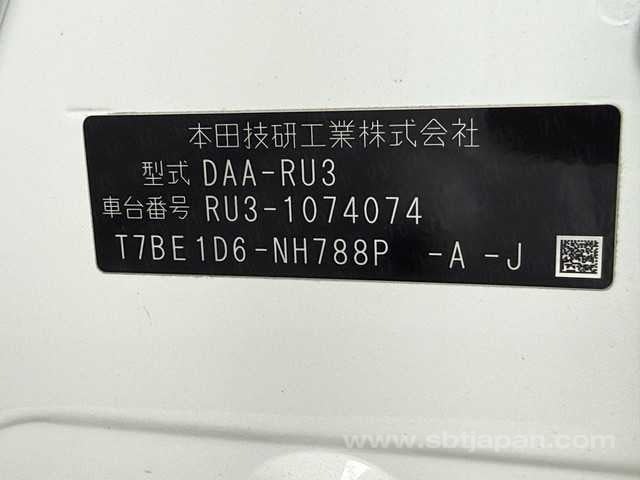 本田技研工業株式会社
型式 DAA-RU3
車台番号 RU3-1074074
T7BE1D6-NH788P -A -J
www.sbtjapan.com